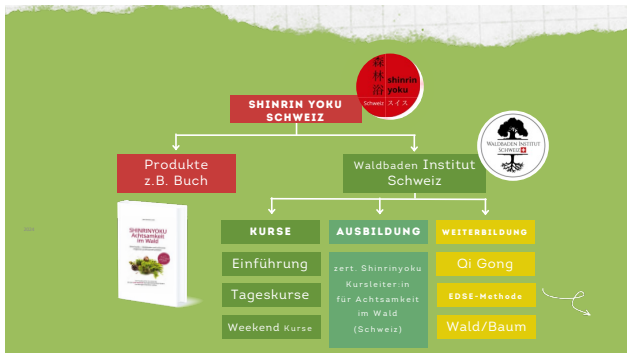 森
林
浴
shinrin
yoku
Schweiz スイス
SHINRIN YOKU
SCHWEIZ
WALDBADEN INSTITUT
SCHWEIZ
Produkte
z.B. Buch
Waldbaden Institut
Schweiz
SHINRINYOKU
Achtsamkeit
im Wald
KURSE
AUSBILDUNG
WEITERBILDUNG
Einführung
Tageskurse
Weekend Kurse
zert. Shinrinyoku
Kursleiter:in
für Achtsamkeit
im Wald
(Schweiz)
Qi Gong
EDSE-Methode
Wald/Baum